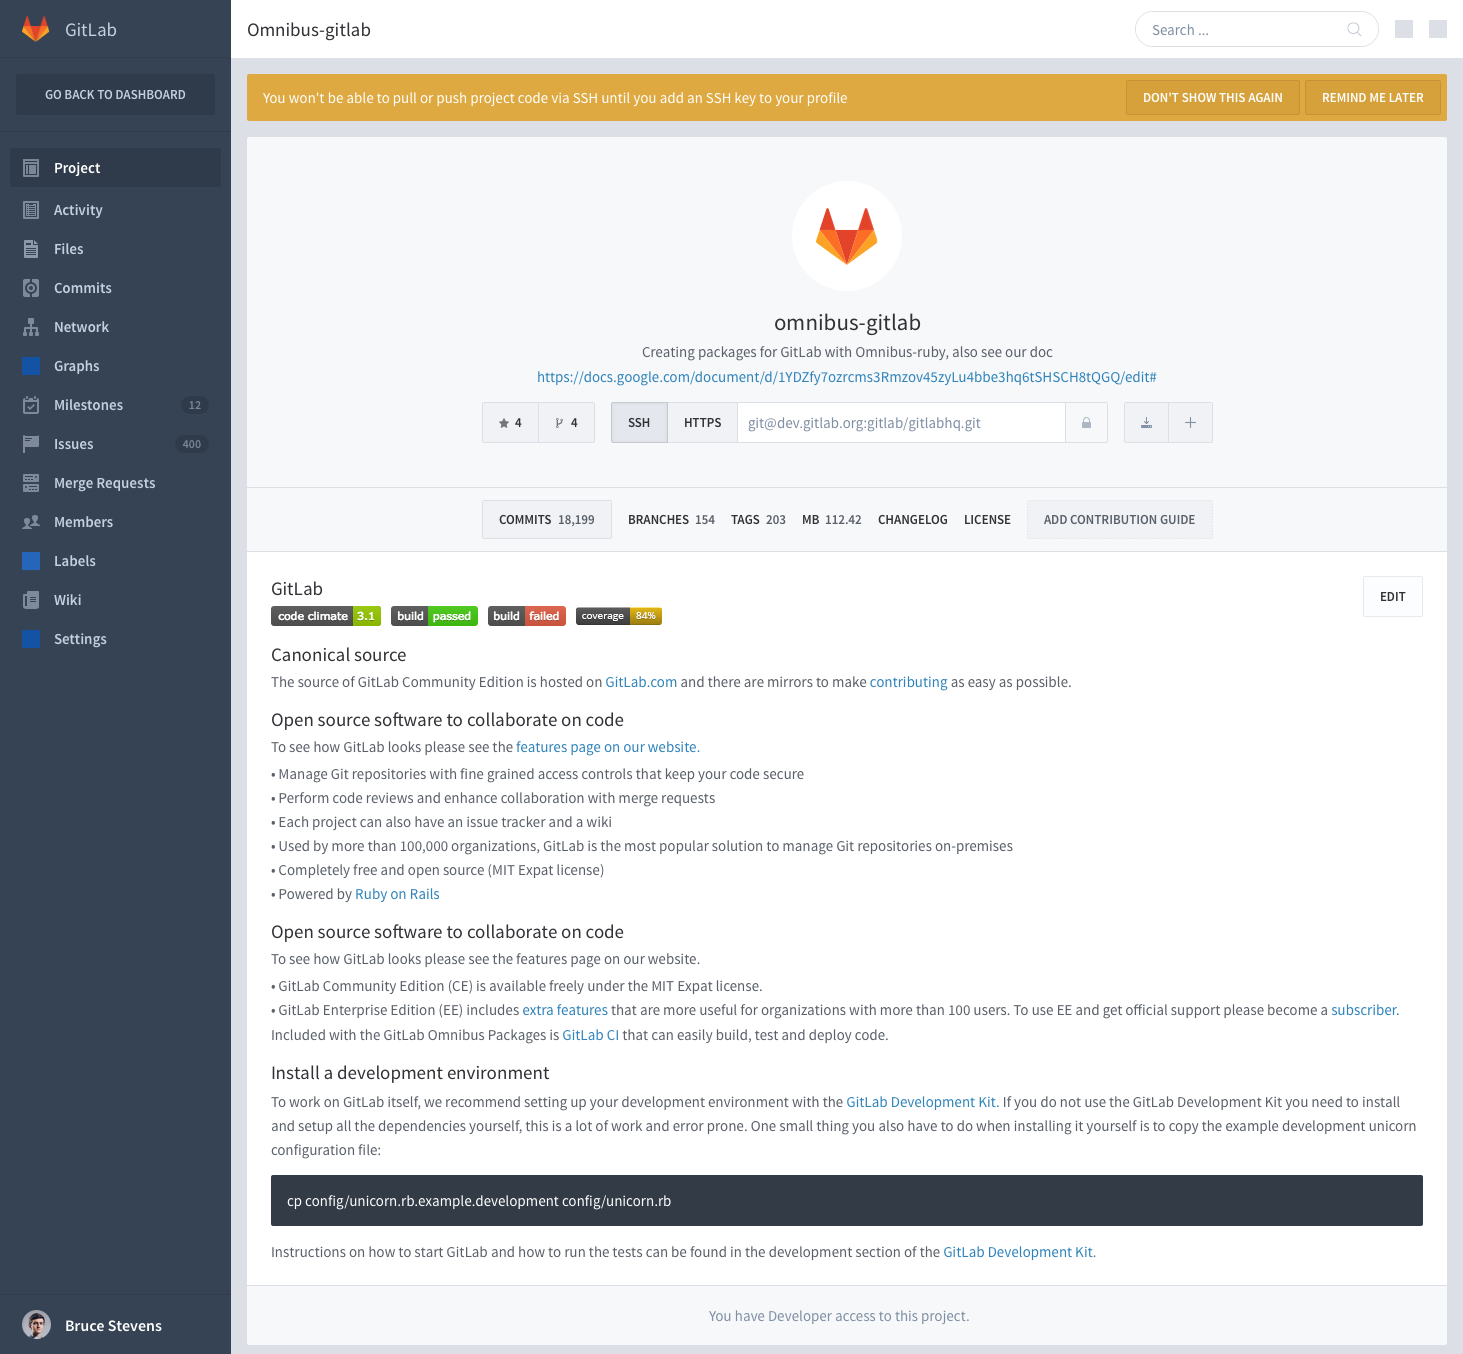 GitLab
GO BACK TO DASHBOARD
Project
Activity
Files
Commits
Network
Graphs
Milestones 12
Issues 400
Merge Requests
Members
Labels
Wiki
Settings
Bruce Stevens
Omnibus-gitlab
Search ...
You won't be able to pull or push project code via SSH until you add an SSH key to your profile
DON'T SHOW THIS AGAIN
REMIND ME LATER
omnibus-gitlab
Creating packages for GitLab with Omnibus-ruby, also see our doc
https://docs.google.com/document/d/1YDZfy7ozrcms3Rmzov45zyLu4bbe3hq6tSHSCH8tQGQ/edit#
4 4 SSH HTTPS git@dev.gitlab.org:gitlab/gitlabhq.git
COMMITS 18,199 BRANCHES 154 TAGS 203 MB 112.42 CHANGELOG LICENSE ADD CONTRIBUTION GUIDE
GitLab
EDIT
code climate 3.1 build passed build failed coverage 84%
Canonical source
The source of GitLab Community Edition is hosted on GitLab.com and there are mirrors to make contributing as easy as possible.
Open source software to collaborate on code
To see how GitLab looks please see the features page on our website.
• Manage Git repositories with fine grained access controls that keep your code secure
• Perform code reviews and enhance collaboration with merge requests
• Each project can also have an issue tracker and a wiki
• Used by more than 100,000 organizations, GitLab is the most popular solution to manage Git repositories on-premises
• Completely free and open source (MIT Expat license)
• Powered by Ruby on Rails
Open source software to collaborate on code
To see how GitLab looks please see the features page on our website.
• GitLab Community Edition (CE) is available freely under the MIT Expat license.
• GitLab Enterprise Edition (EE) includes extra features that are more useful for organizations with more than 100 users. To use EE and get official support please become a subscriber.
Included with the GitLab Omnibus Packages is GitLab CI that can easily build, test and deploy code.
Install a development environment
To work on GitLab itself, we recommend setting up your development environment with the GitLab Development Kit. If you do not use the GitLab Development Kit you need to install
and setup all the dependencies yourself, this is a lot of work and error prone. One small thing you also have to do when installing it yourself is to copy the example development unicorn
configuration file:
cp config/unicorn.rb.example.development config/unicorn.rb
Instructions on how to start GitLab and how to run the tests can be found in the development section of the GitLab Development Kit.
You have Developer access to this project.